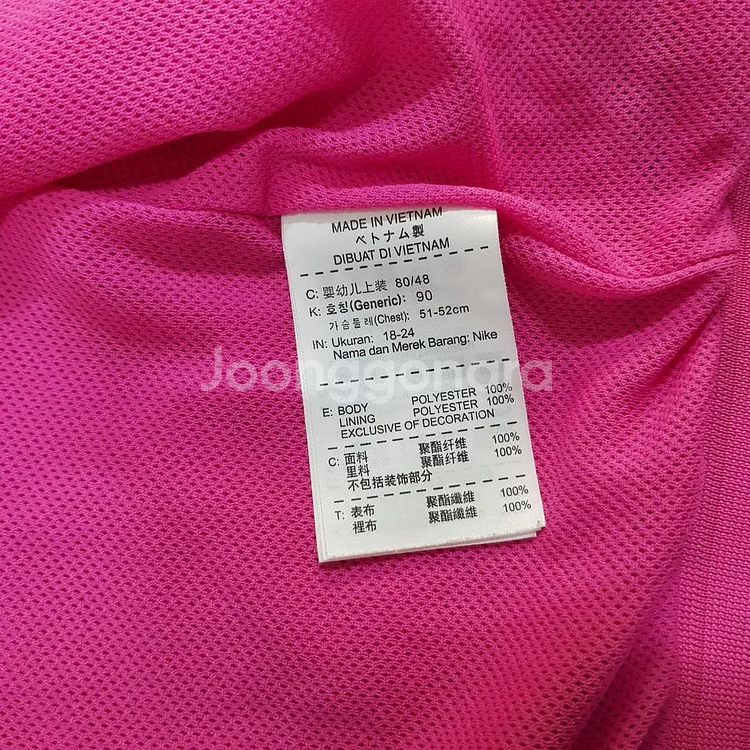 MADE IN VIETNAM
ベトナム製
DIBUAT DI VIETNAM
C: 婴幼儿上装 80/48
K: 호칭(Generic): 90
가슴둘레(Chest): 51-52cm
IN: Ukuran: 18-24
Nama dan Merek Barang: Nike
Joonggonara
E: BODY POLYESTER 100%
LINING POLYESTER 100%
EXCLUSIVE OF DECORATION
C: 面料 聚酯纤维 100%
里料 聚酯纤维 100%
不包括装饰部分
T: 表布 聚酯纖維 100%
裡布 聚酯纖維 100%